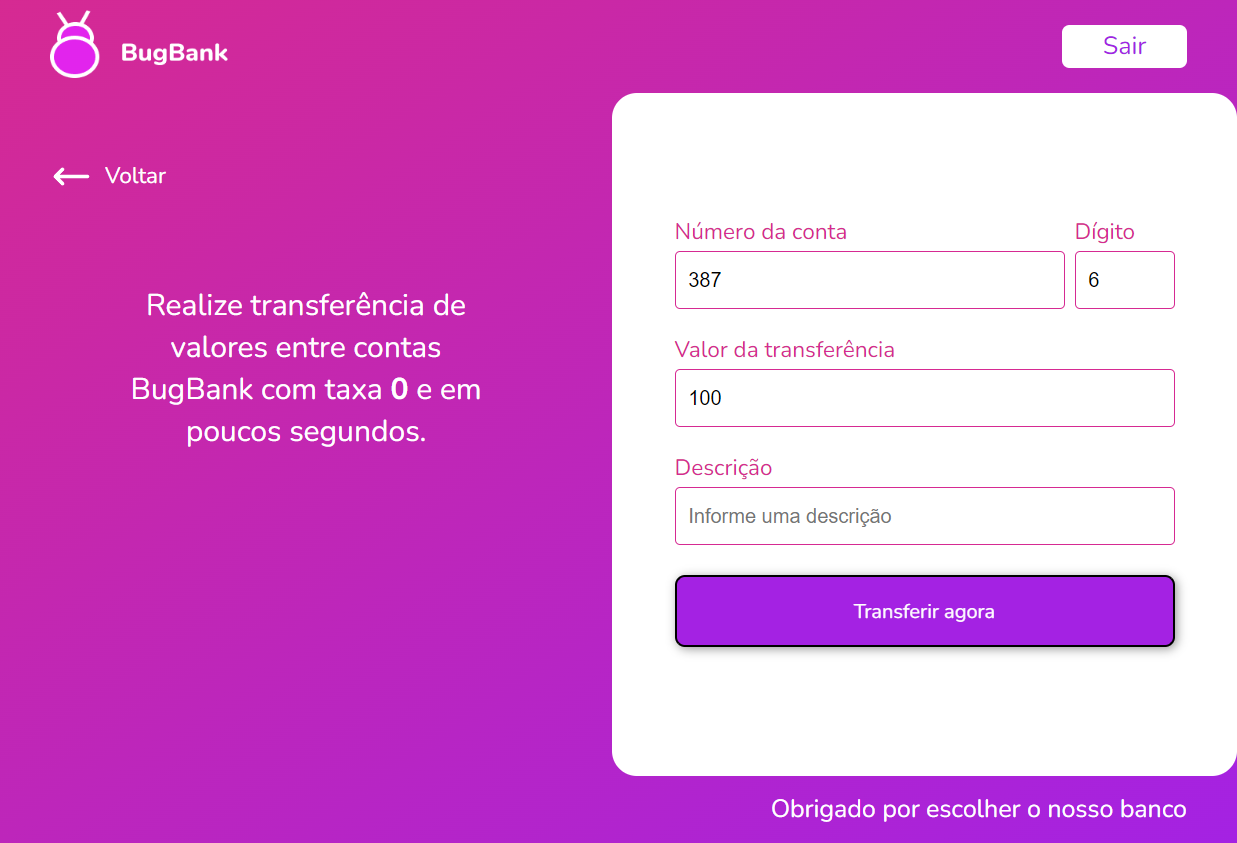 BugBank
Sair
Voltar
Realize transferência de
valores entre contas
BugBank com taxa 0 e em
poucos segundos.
Número da conta
Dígito
387
6
Valor da transferência
100
Descrição
Informe uma descrição
Transferir agora
Obrigado por escolher o nosso banco